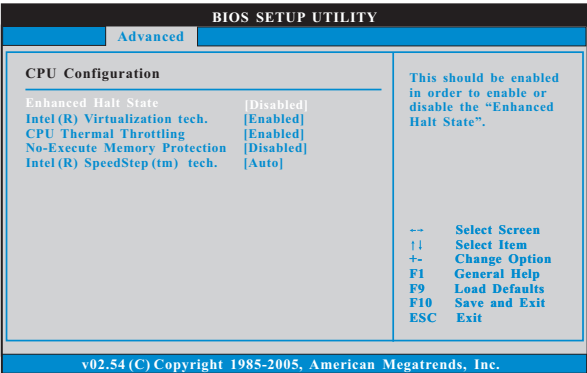 BIOS SETUP UTILITY
Advanced
CPU Configuration
Enhanced Halt State [Disabled]
Intel (R) Virtualization tech. [Enabled]
CPU Thermal Throttling [Enabled]
No-Execute Memory Protection [Disabled]
Intel (R) SpeedStep (tm) tech. [Auto]
This should be enabled
in order to enable or
disable the “Enhanced
Halt State”.
←→ Select Screen
↑↓ Select Item
+- Change Option
F1 General Help
F9 Load Defaults
F10 Save and Exit
ESC Exit
v02.54 (C) Copyright 1985-2005, American Megatrends, Inc.